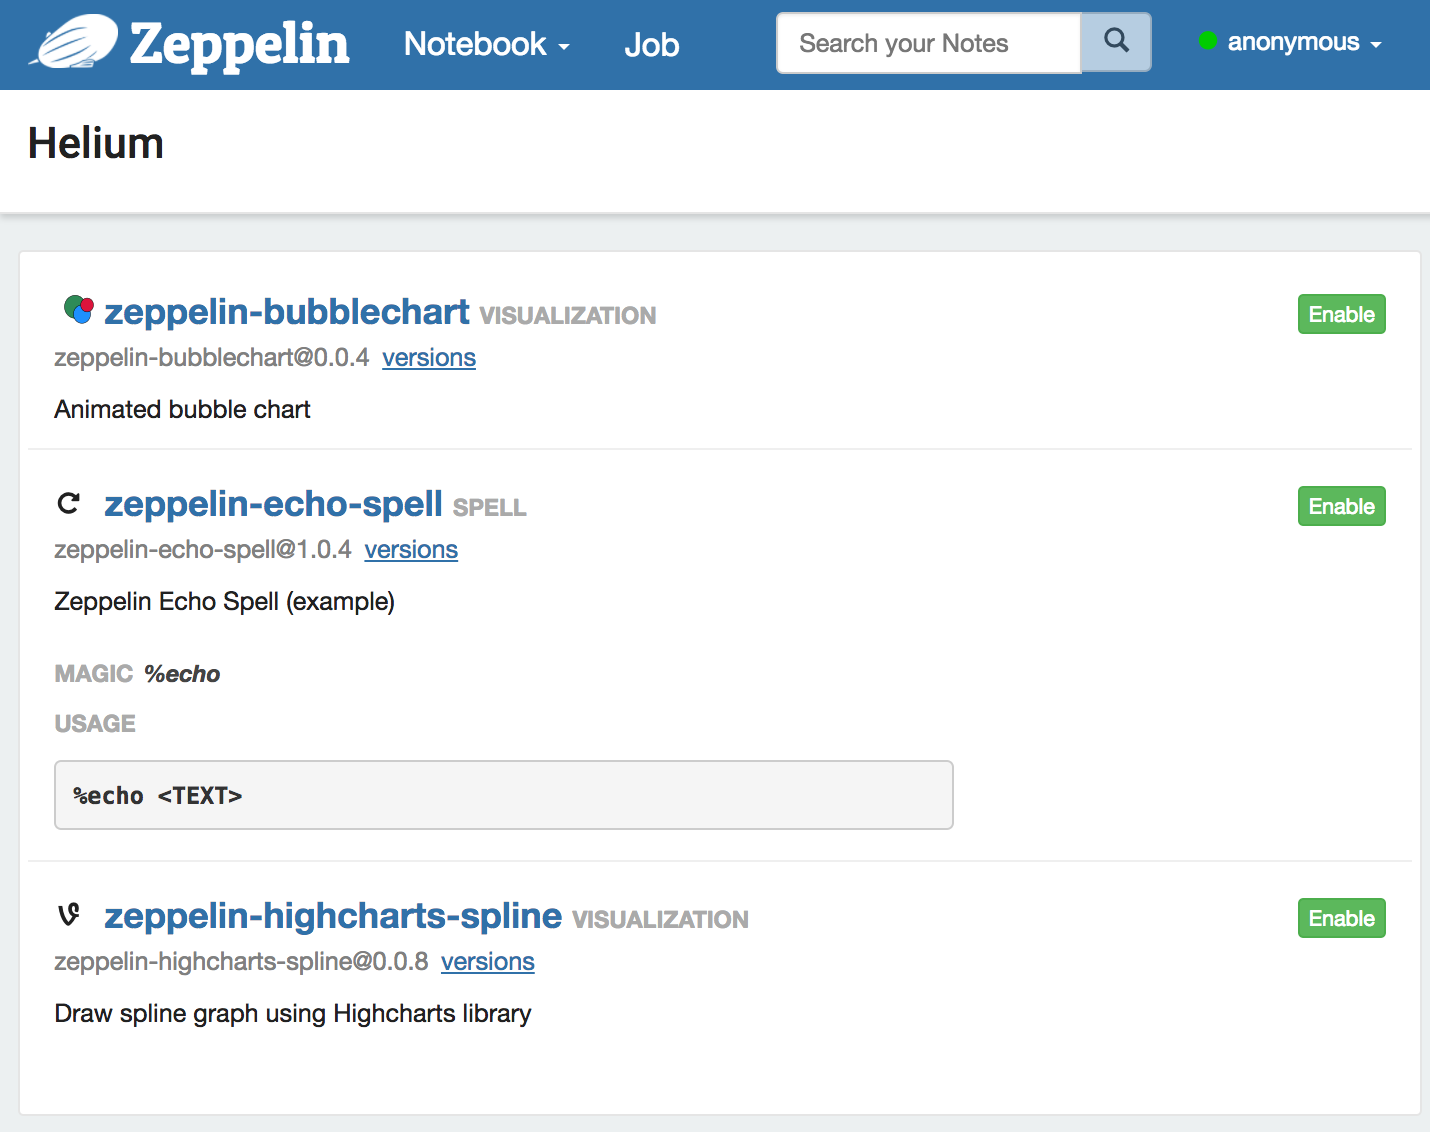 Zeppelin Notebook Job Search your Notes anonymous
Helium
zeppelin-bubblechart VISUALIZATION Enable
zeppelin-bubblechart@0.0.4 versions
Animated bubble chart
zeppelin-echo-spell SPELL Enable
zeppelin-echo-spell@1.0.4 versions
Zeppelin Echo Spell (example)
MAGIC %echo
USAGE
%echo <TEXT>
zeppelin-highcharts-spline VISUALIZATION Enable
zeppelin-highcharts-spline@0.0.8 versions
Draw spline graph using Highcharts library